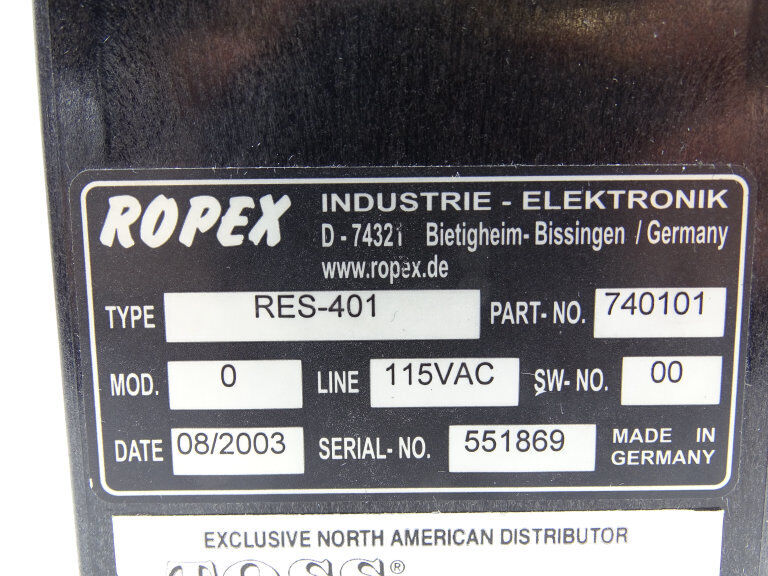 ROPEX INDUSTRIE - ELEKTRONIK
D - 74321 Bietigheim- Bissingen / Germany
www.ropex.de
TYPE RES-401 PART- NO. 740101
MOD. 0 LINE 115VAC SW- NO. 00
DATE 08/2003 SERIAL- NO. 551869 MADE IN GERMANY
EXCLUSIVE NORTH AMERICAN DISTRIBUTOR
TOSS®